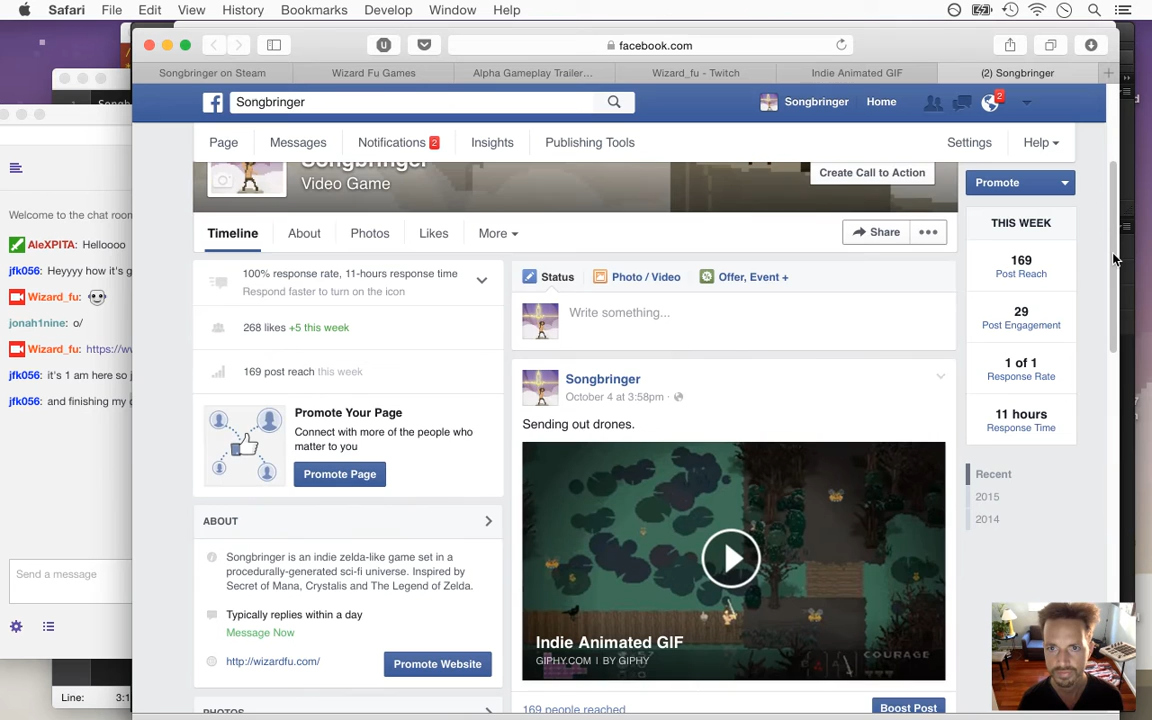 Safari File Edit View History Bookmarks Develop Window Help
facebook.com
Songbringer on Steam Wizard Fu Games Alpha Gameplay Trailer... Wizard_fu - Twitch Indie Animated GIF (2) Songbringer
Songbringer Songbringer Home 2
Page Messages Notifications 2 Insights Publishing Tools Settings Help
Songbringer
Video Game
Create Call to Action
Promote
Timeline About Photos Likes More Share
THIS WEEK
169
Post Reach
29
Post Engagement
1 of 1
Response Rate
11 hours
Response Time
Recent
2015
2014
100% response rate, 11-hours response time
Respond faster to turn on the icon
268 likes +5 this week
169 post reach this week
Promote Your Page
Connect with more of the people who
matter to you
Promote Page
ABOUT
Songbringer is an indie zelda-like game set in a
procedurally-generated sci-fi universe. Inspired by
Secret of Mana, Crystalis and The Legend of Zelda.
Typically replies within a day
Message Now
http://wizardfu.com/
Promote Website
PHOTOS
Status Photo / Video Offer, Event +
Write something...
Songbringer
October 4 at 3:58pm
Sending out drones.
COURAGE
Indie Animated GIF
GIPHY.COM | BY GIPHY
169 people reached
Boost Post
Welcome to the chat room
AleXPITA: Helloooo
jfk056: Heyyyy how it's g
Wizard_fu:
jonah1nine: o/
Wizard_fu: https://w
jfk056: it's 1 am here so j
jfk056: and finishing my
Send a message
Line: